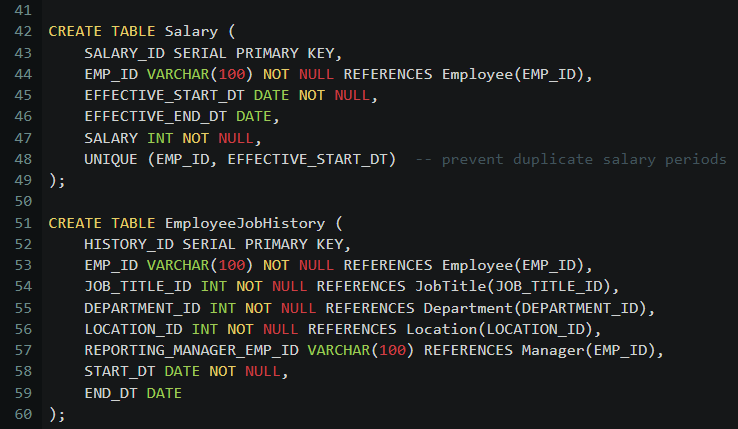 41
42 CREATE TABLE Salary (
43     SALARY_ID SERIAL PRIMARY KEY,
44     EMP_ID VARCHAR(100) NOT NULL REFERENCES Employee(EMP_ID),
45     EFFECTIVE_START_DT DATE NOT NULL,
46     EFFECTIVE_END_DT DATE,
47     SALARY INT NOT NULL,
48     UNIQUE (EMP_ID, EFFECTIVE_START_DT)  -- prevent duplicate salary periods
49 );
50
51 CREATE TABLE EmployeeJobHistory (
52     HISTORY_ID SERIAL PRIMARY KEY,
53     EMP_ID VARCHAR(100) NOT NULL REFERENCES Employee(EMP_ID),
54     JOB_TITLE_ID INT NOT NULL REFERENCES JobTitle(JOB_TITLE_ID),
55     DEPARTMENT_ID INT NOT NULL REFERENCES Department(DEPARTMENT_ID),
56     LOCATION_ID INT NOT NULL REFERENCES Location(LOCATION_ID),
57     REPORTING_MANAGER_EMP_ID VARCHAR(100) REFERENCES Manager(EMP_ID),
58     START_DT DATE NOT NULL,
59     END_DT DATE
60 );